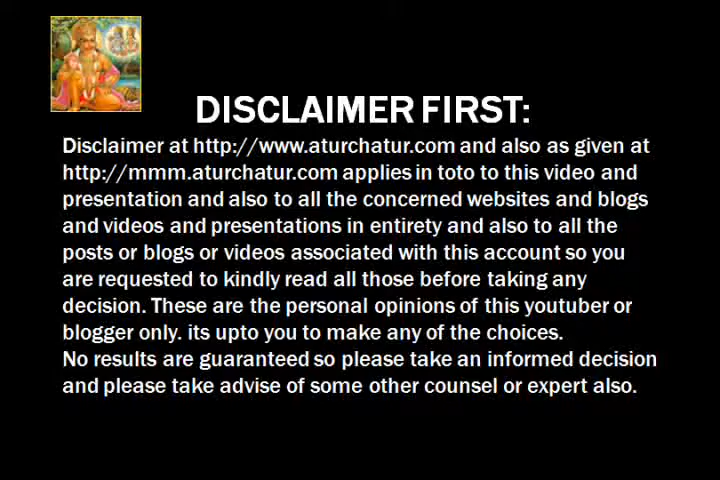 DISCLAIMER FIRST:
Disclaimer at http://www.aturchatur.com and also as given at
http://mmm.aturchatur.com applies in toto to this video and
presentation and also to all the concerned websites and blogs
and videos and presentations in entirety and also to all the
posts or blogs or videos associated with this account so you
are requested to kindly read all those before taking any
decision. These are the personal opinions of this youtuber or
blogger only. its upto you to make any of the choices.
No results are guaranteed so please take an informed decision
and please take advise of some other counsel or expert also.